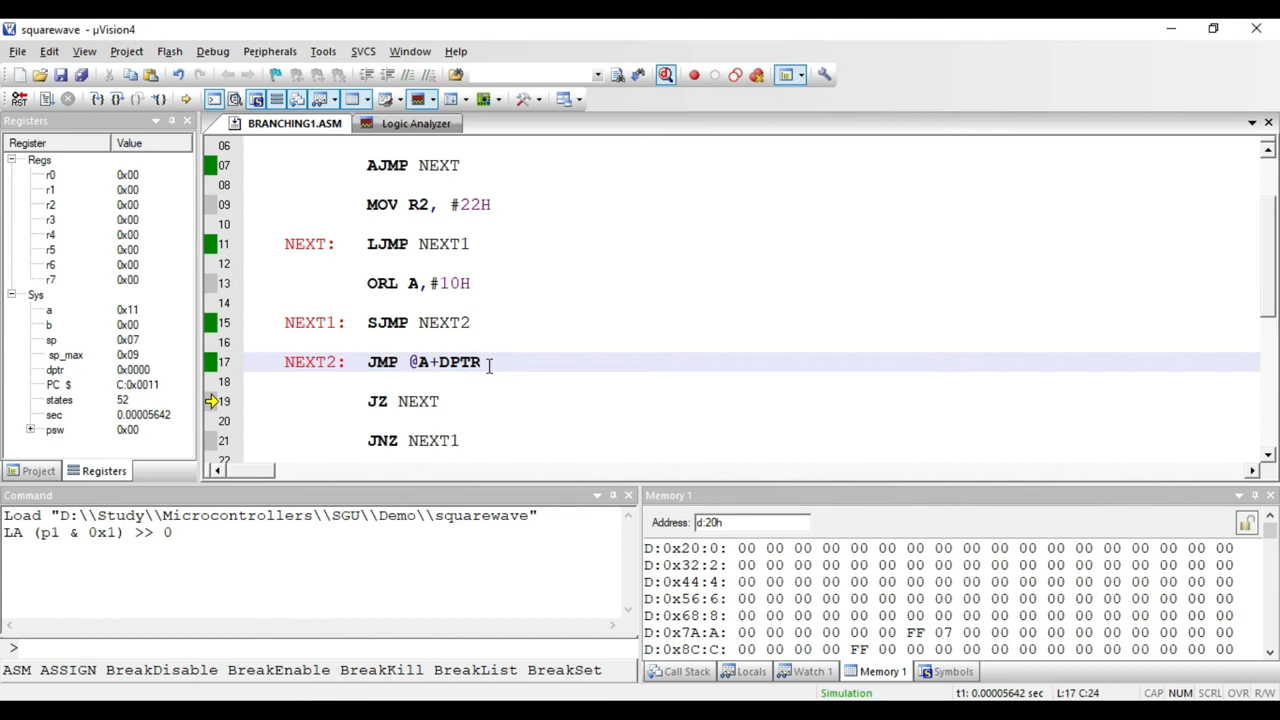 squarewave - µVision4
File Edit View Project Flash Debug Peripherals Tools SVCS Window Help
RST
Registers
Register Value
Regs
r0 0x00
r1 0x00
r2 0x00
r3 0x00
r4 0x00
r5 0x00
r6 0x00
r7 0x00
Sys
a 0x11
b 0x00
sp 0x07
sp_max 0x09
dptr 0x0000
PC $ C:0x0011
states 52
sec 0.00005642
psw 0x00
Project Registers
BRANCHING1.ASM Logic Analyzer
06
07 AJMP NEXT
08
09 MOV R2, #22H
10
11 NEXT: LJMP NEXT1
12
13 ORL A,#10H
14
15 NEXT1: SJMP NEXT2
16
17 NEXT2: JMP @A+DPTR
18
19 JZ NEXT
20
21 JNZ NEXT1
22
Command
Load "D:\\Study\\Microcontrollers\\SGU\\Demo\\squarewave"
LA (p1 & 0x1) >> 0
>
ASM ASSIGN BreakDisable BreakEnable BreakKill BreakList BreakSet
Memory 1
Address: d:20h
D:0x20:0: 00 00 00 00 00 00 00 00 00 00 00 00 00 00 00 00 00 00
D:0x32:2: 00 00 00 00 00 00 00 00 00 00 00 00 00 00 00 00 00 00
D:0x44:4: 00 00 00 00 00 00 00 00 00 00 00 00 00 00 00 00 00 00
D:0x56:6: 00 00 00 00 00 00 00 00 00 00 00 00 00 00 00 00 00 00
D:0x68:8: 00 00 00 00 00 00 00 00 00 00 00 00 00 00 00 00 00 00
D:0x7A:A: 00 00 00 00 00 00 FF 07 00 00 00 00 00 00 00 00 00 00
D:0x8C:C: 00 00 00 00 FF 00 00 00 00 00 00 00 00 00 00 00 00 00
Call Stack Locals Watch 1 Memory 1 Symbols
Simulation t1: 0.00005642 sec L:17 C:24 CAP NUM SCRL OVR R/W